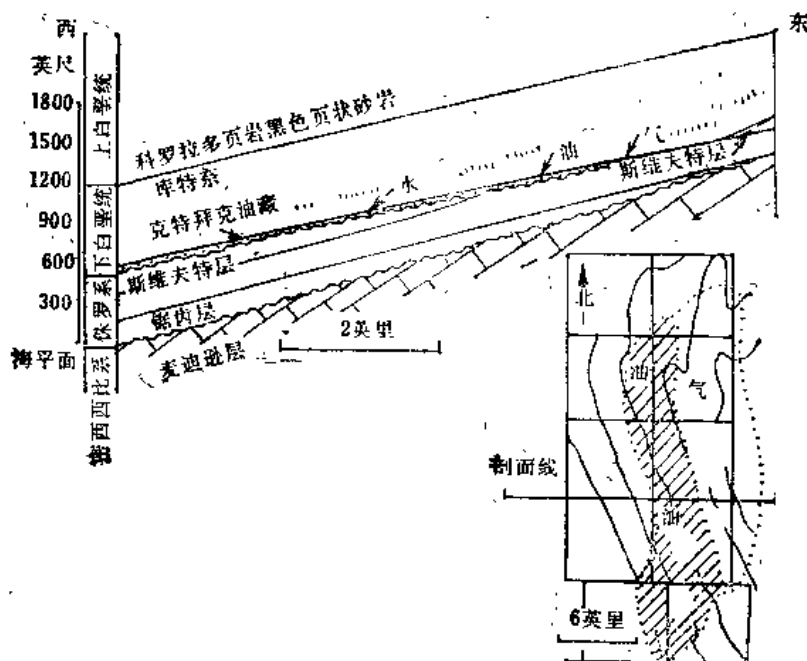 西
东
英尺
1800
1500
1200
900
600
300
海平面
上白垩统
下白垩统
侏罗系
密西西比系
科罗拉多页岩黑色页状砂岩
库特奈
克特拜克油藏
水
油
气
斯维夫特层
斯维夫特层
锯齿层
麦迪逊层
2英里
北
油
气
剖面线
油
6英里